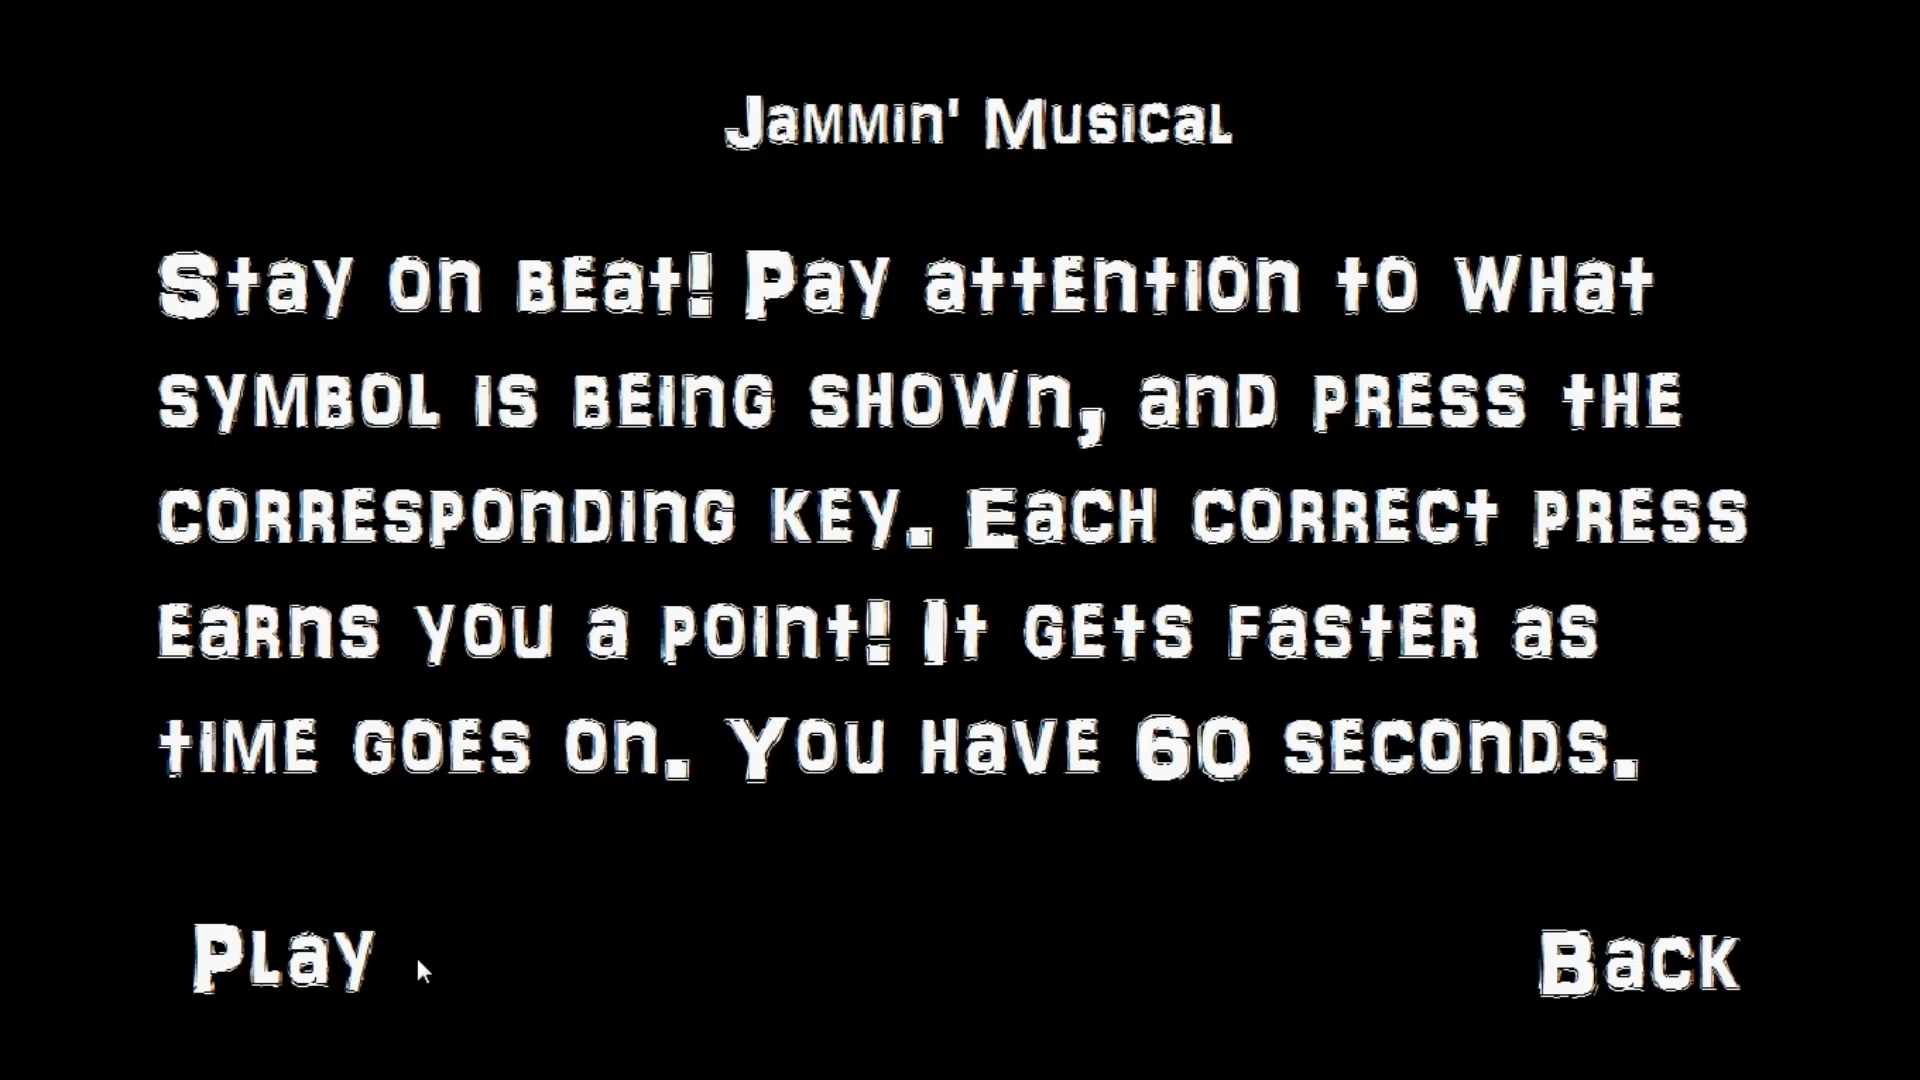 Jammin' Musical
Stay on beat! Pay attention to what
symbol is being shown, and press the
corresponding key. Each correct press
earns you a point! It gets faster as
time goes on. You have 60 seconds.
Play
Back